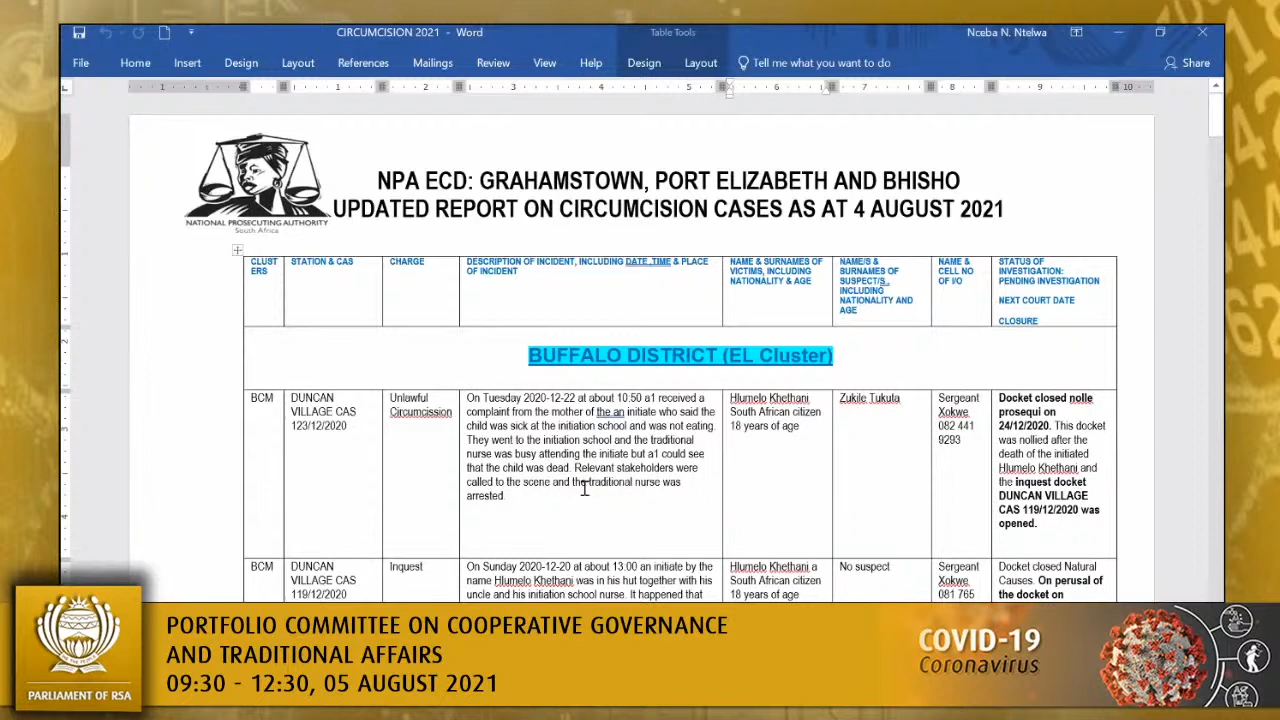 CIRCUMCISION 2021 - Word
Table Tools
Nceba N. Ntelwa
File Home Insert Design Layout References Mailings Review View Help Design Layout Tell me what you want to do Share
1 1 2 3 4 5 6 7 8 9 10
NPA ECD: GRAHAMSTOWN, PORT ELIZABETH AND BHISHO
UPDATED REPORT ON CIRCUMCISION CASES AS AT 4 AUGUST 2021
NATIONAL PROSECUTING AUTHORITY
South Africa
CLUST
ERS
STATION & CAS
CHARGE
DESCRIPTION OF INCIDENT, INCLUDING DATE ,TIME & PLACE
OF INCIDENT
NAME & SURNAMES OF
VICTIMS, INCLUDING
NATIONALITY & AGE
NAME/S &
SURNAMES OF
SUSPECT/S ,
INCLUDING
NATIONALITY AND
AGE
NAME &
CELL NO
OF I/O
STATUS OF
INVESTIGATION:
PENDING INVESTIGATION
NEXT COURT DATE
CLOSURE
BUFFALO DISTRICT (EL Cluster)
BCM
DUNCAN
VILLAGE CAS
123/12/2020
Unlawful
Circumcission
On Tuesday 2020-12-22 at about 10:50 a1 received a
complaint from the mother of the an initiate who said the
child was sick at the initiation school and was not eating.
They went to the initiation school and the traditional
nurse was busy attending the initiate but a1 could see
that the child was dead. Relevant stakeholders were
called to the scene and the traditional nurse was
arrested.
Hlumelo Khethani
South African citizen
18 years of age
Zukile Tukuta
Sergeant
Xokwe
082 441
9293
Docket closed nolle
prosequi on
24/12/2020. This docket
was nollied after the
death of the initiated
Hlumelo Khethani and
the inquest docket
DUNCAN VILLAGE
CAS 119/12/2020 was
opened.
BCM
DUNCAN
VILLAGE CAS
119/12/2020
Inquest
On Sunday 2020-12-20 at about 13:00 an initiate by the
name Hlumelo Khethani was in his hut together with his
uncle and his initiation school nurse. It happened that
Hlumelo Khethani a
South African citizen
18 years of age
No suspect
Sergeant
Xokwe
081 765
Docket closed Natural
Causes. On perusal of
the docket on
PARLIAMENT OF RSA
PORTFOLIO COMMITTEE ON COOPERATIVE GOVERNANCE
AND TRADITIONAL AFFAIRS
09:30 - 12:30, 05 AUGUST 2021
COVID-19
Coronavirus